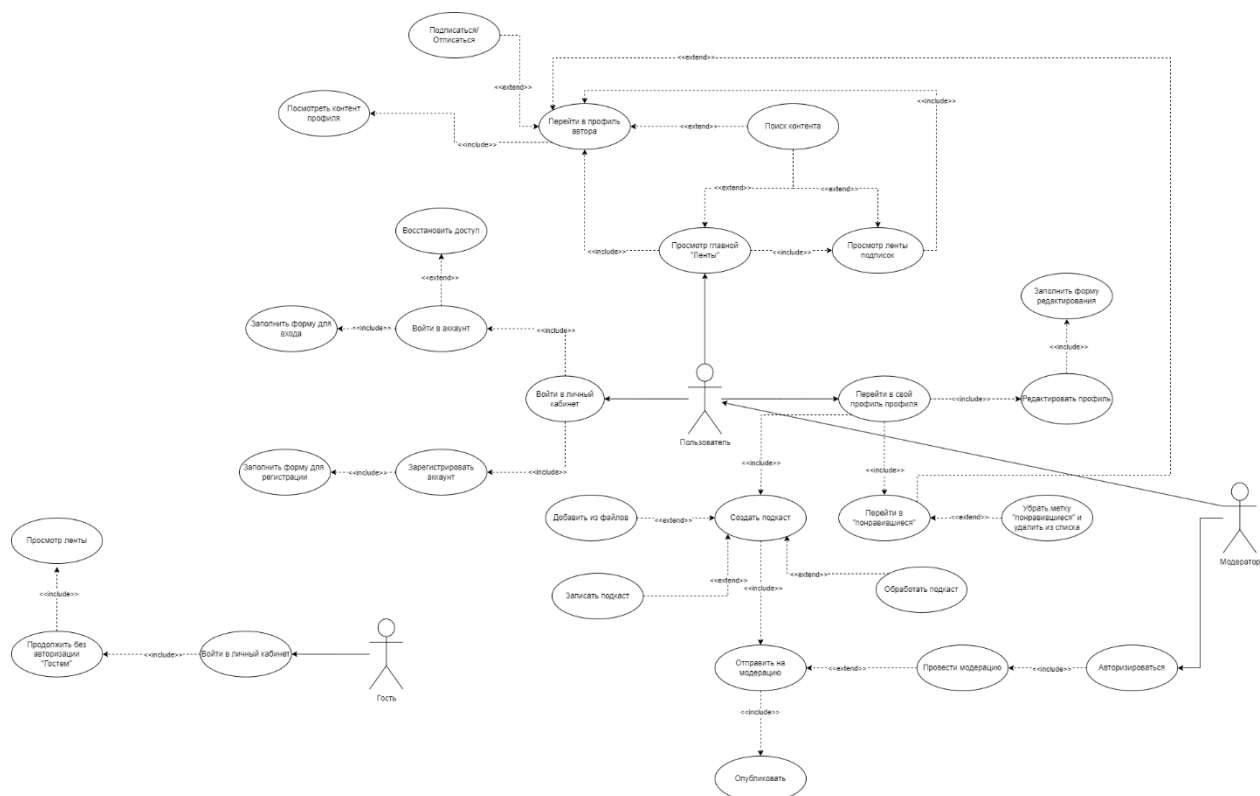 Подписаться/
Отписаться
<<extend>>
<<extend>>
Посмотреть контент
профиля
<<include>>
Перейти в профиль
автора
<<extend>>
Поиск контента
<<include>>
<<extend>>
<<extend>>
Восстановить доступ
<<include>>
Просмотр главной
"Ленты"
<<include>>
Просмотр ленты
подписок
<<extend>>
Заполнить форму
редактирования
Заполнить форму для
входа
<<include>>
Войти в аккаунт
<<include>>
<<include>>
Войти в личный
кабинет
Пользователь
Перейти в свой
профиль профиля
<<include>>
Редактировать профиль
Заполнить форму для
регистрации
<<include>>
Зарегистрировать
аккаунт
<<include>>
<<include>>
<<include>>
Добавить из файлов
<<extend>>
Создать подкаст
Перейти в
"понравившиеся"
<<extend>>
Убрать метку
"понравившиеся" и
удалить из списка
Модератор
Просмотр ленты
<<include>>
Записать подкаст
<<extend>>
<<include>>
<<extend>>
Обработать подкаст
Продолжить без
авторизации
"Гостем"
<<include>>
Войти в личный кабинет
Гость
Отправить на
модерацию
<<extend>>
Провести модерацию
<<include>>
Авторизироваться
<<include>>
Опубликовать